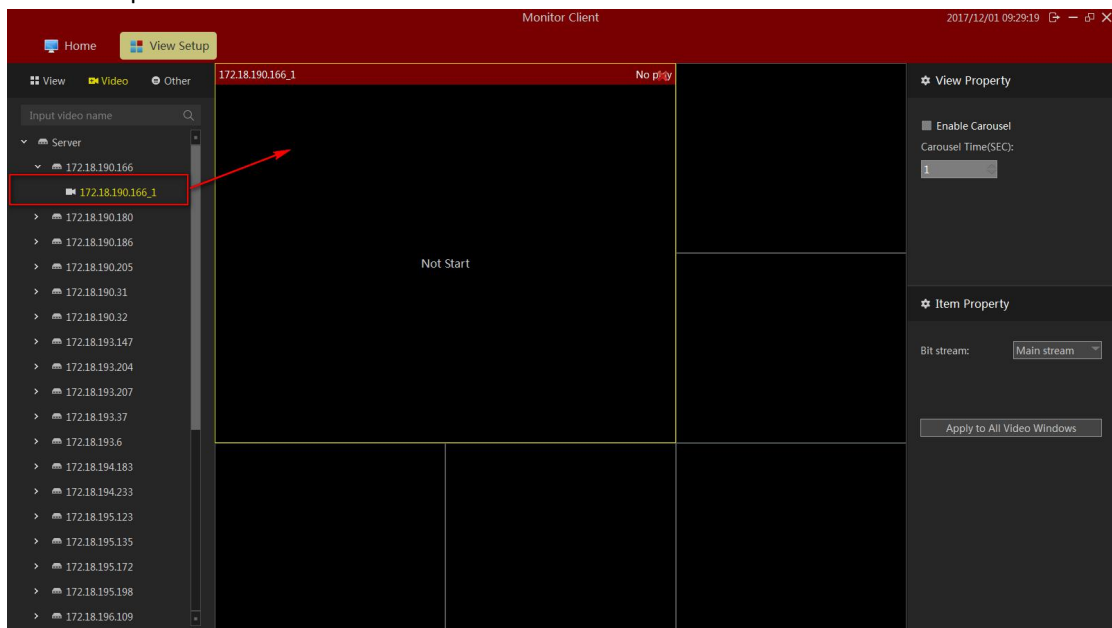 Monitor Client
2017/12/01 09:29:19
Home
View Setup
View Video Other
Input video name
Server
172.18.190.166
172.18.190.166_1
172.18.190.180
172.18.190.186
172.18.190.205
172.18.190.31
172.18.190.32
172.18.193.147
172.18.193.204
172.18.193.207
172.18.193.37
172.18.193.6
172.18.194.183
172.18.194.233
172.18.195.123
172.18.195.135
172.18.195.172
172.18.195.198
172.18.196.109
172.18.190.166_1
No
Not Start
View Property
Enable Carousel
Carousel Time(SEC):
1
Item Property
Bit stream: Main stream
Apply to All Video Windows